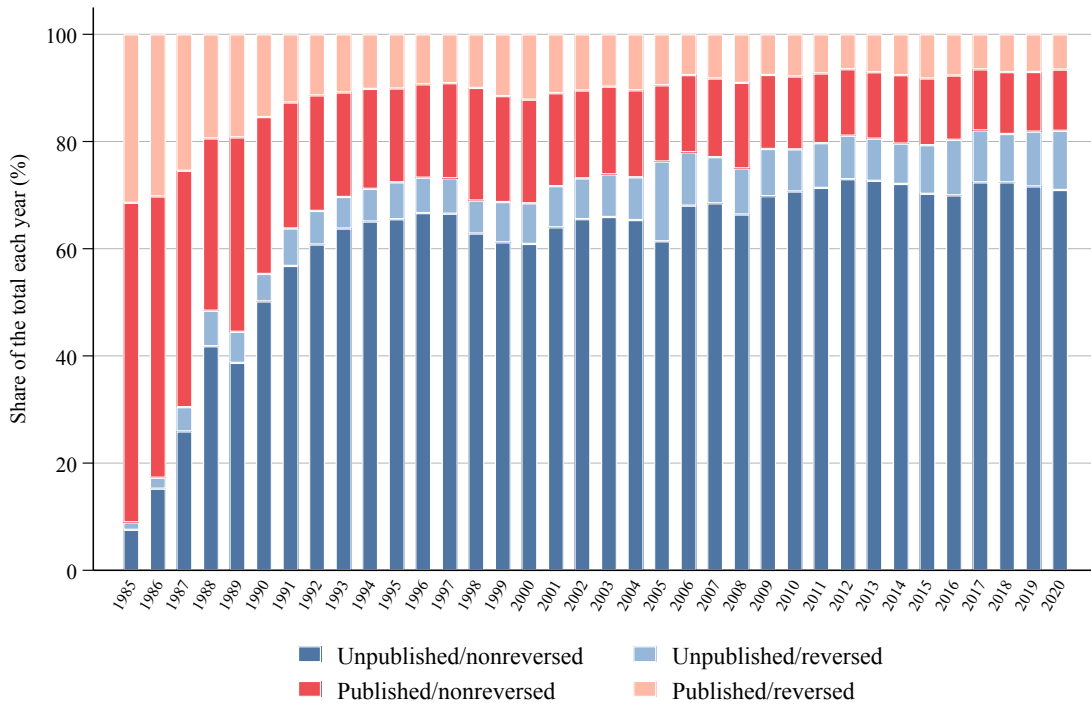 Share of the total each year (%)
100
80
60
40
20
0
1985 1986 1987 1988 1989 1990 1991 1992 1993 1994 1995 1996 1997 1998 1999 2000 2001 2002 2003 2004 2005 2006 2007 2008 2009 2010 2011 2012 2013 2014 2015 2016 2017 2018 2019 2020
Unpublished/nonreversed Unpublished/reversed
Published/nonreversed Published/reversed